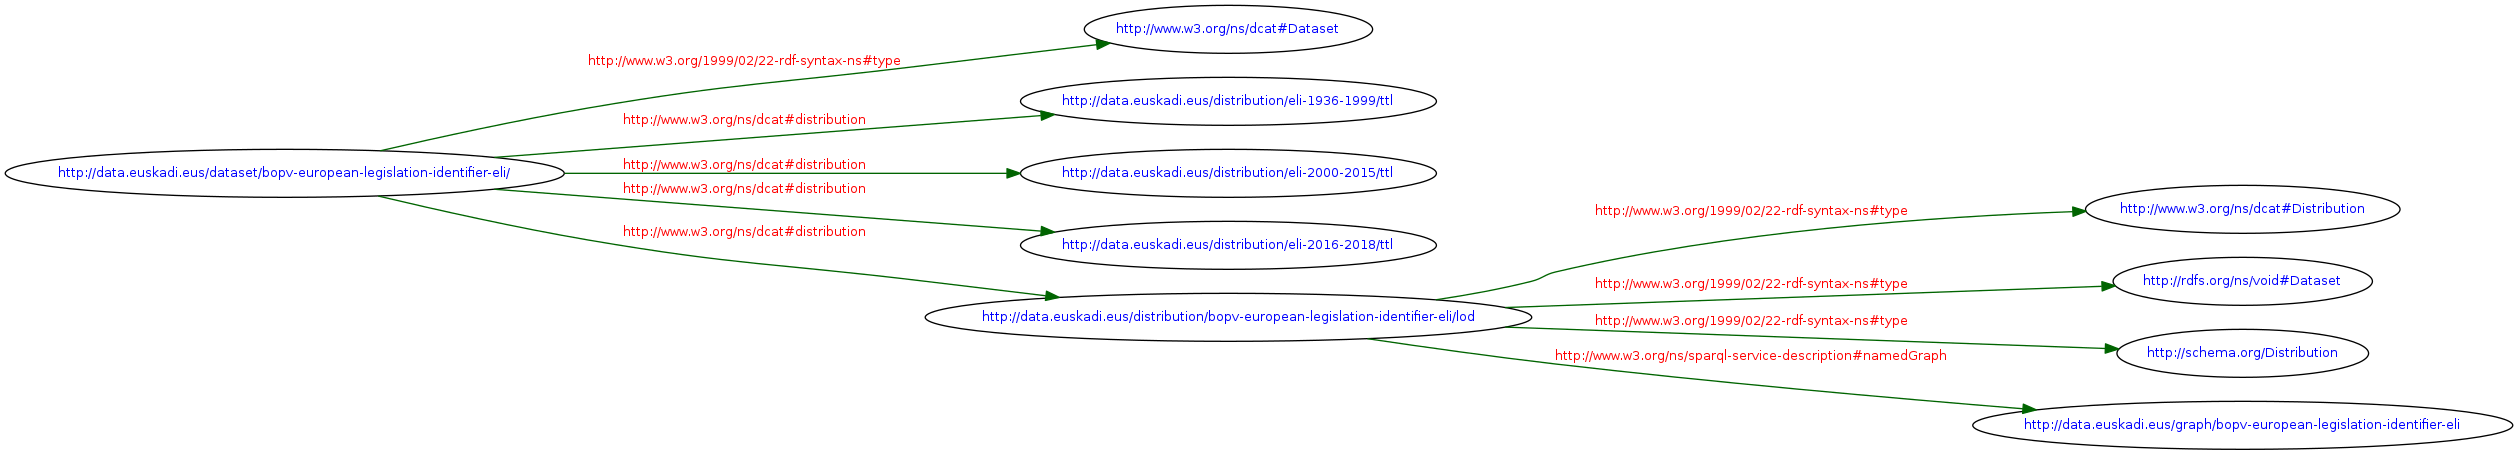 http://www.w3.org/ns/dcat#Dataset
http://www.w3.org/1999/02/22-rdf-syntax-ns#type
http://data.euskadi.eus/distribution/eli-1936-1999/ttl
http://www.w3.org/ns/dcat#distribution
http://data.euskadi.eus/dataset/bopv-european-legislation-identifier-eli/
http://www.w3.org/ns/dcat#distribution
http://data.euskadi.eus/distribution/eli-2000-2015/ttl
http://www.w3.org/ns/dcat#distribution
http://data.euskadi.eus/distribution/eli-2016-2018/ttl
http://www.w3.org/ns/dcat#distribution
http://data.euskadi.eus/distribution/bopv-european-legislation-identifier-eli/lod
http://www.w3.org/1999/02/22-rdf-syntax-ns#type
http://www.w3.org/ns/dcat#Distribution
http://www.w3.org/1999/02/22-rdf-syntax-ns#type
http://rdfs.org/ns/void#Dataset
http://www.w3.org/1999/02/22-rdf-syntax-ns#type
http://schema.org/Distribution
http://www.w3.org/ns/sparql-service-description#namedGraph
http://data.euskadi.eus/graph/bopv-european-legislation-identifier-eli